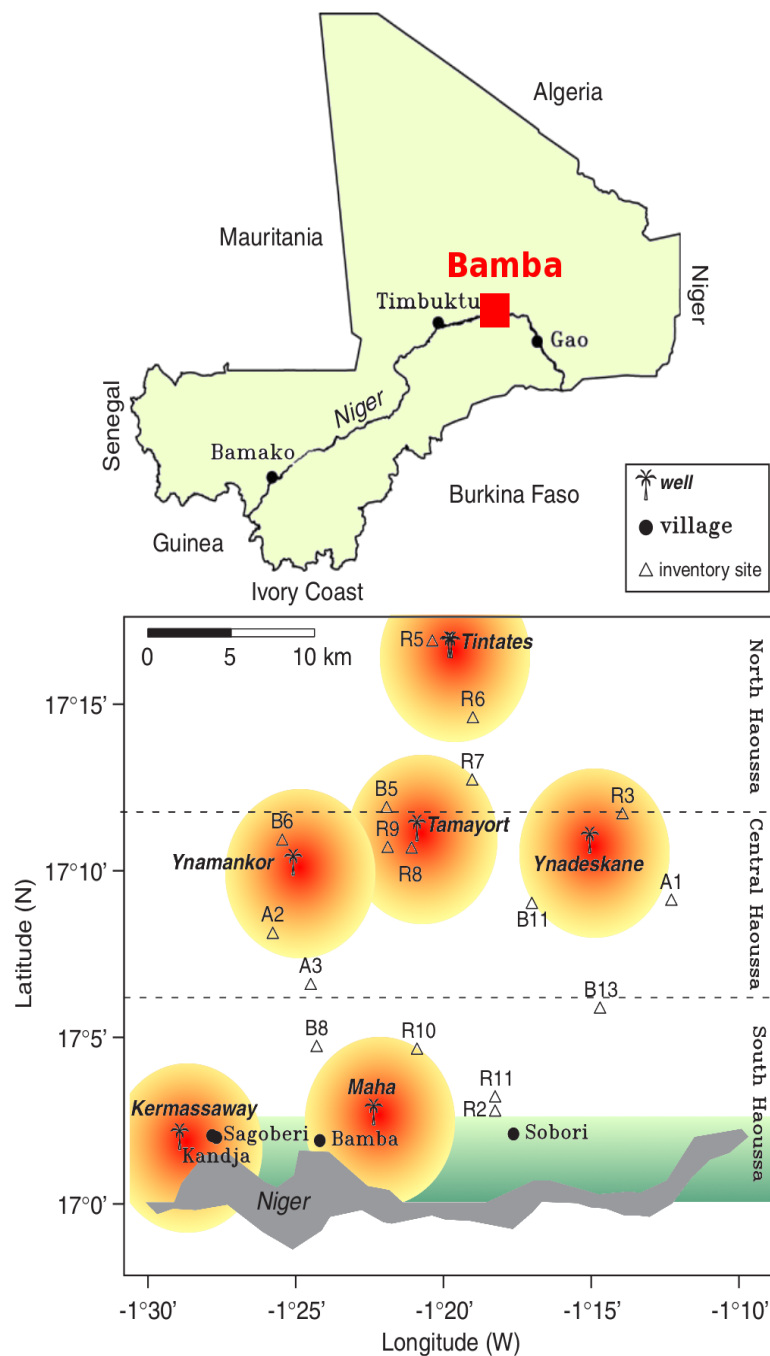 Algeria
Mauritania
Bamba
Niger
Timbuktu
Gao
Niger
Senegal
Bamako
Burkina Faso
Guinea
Ivory Coast
well
village
inventory site
0 5 10 km
North Haoussa
Central Haoussa
South Haoussa
R5 Tintates
R6
R7
B5
R3
B6
R9 Tamayort
Ynamankor
R8
Ynadeskane
A1
A2
B11
A3
B13
B8
R10
Maha
R11
R2
Kermassaway
Sagoberi
Bamba
Sobori
Kandja
Niger
17°15’
17°10’
17°5’
17°0’
Latitude (N)
-1°30’ -1°25’ -1°20’ -1°15’ -1°10’
Longitude (W)